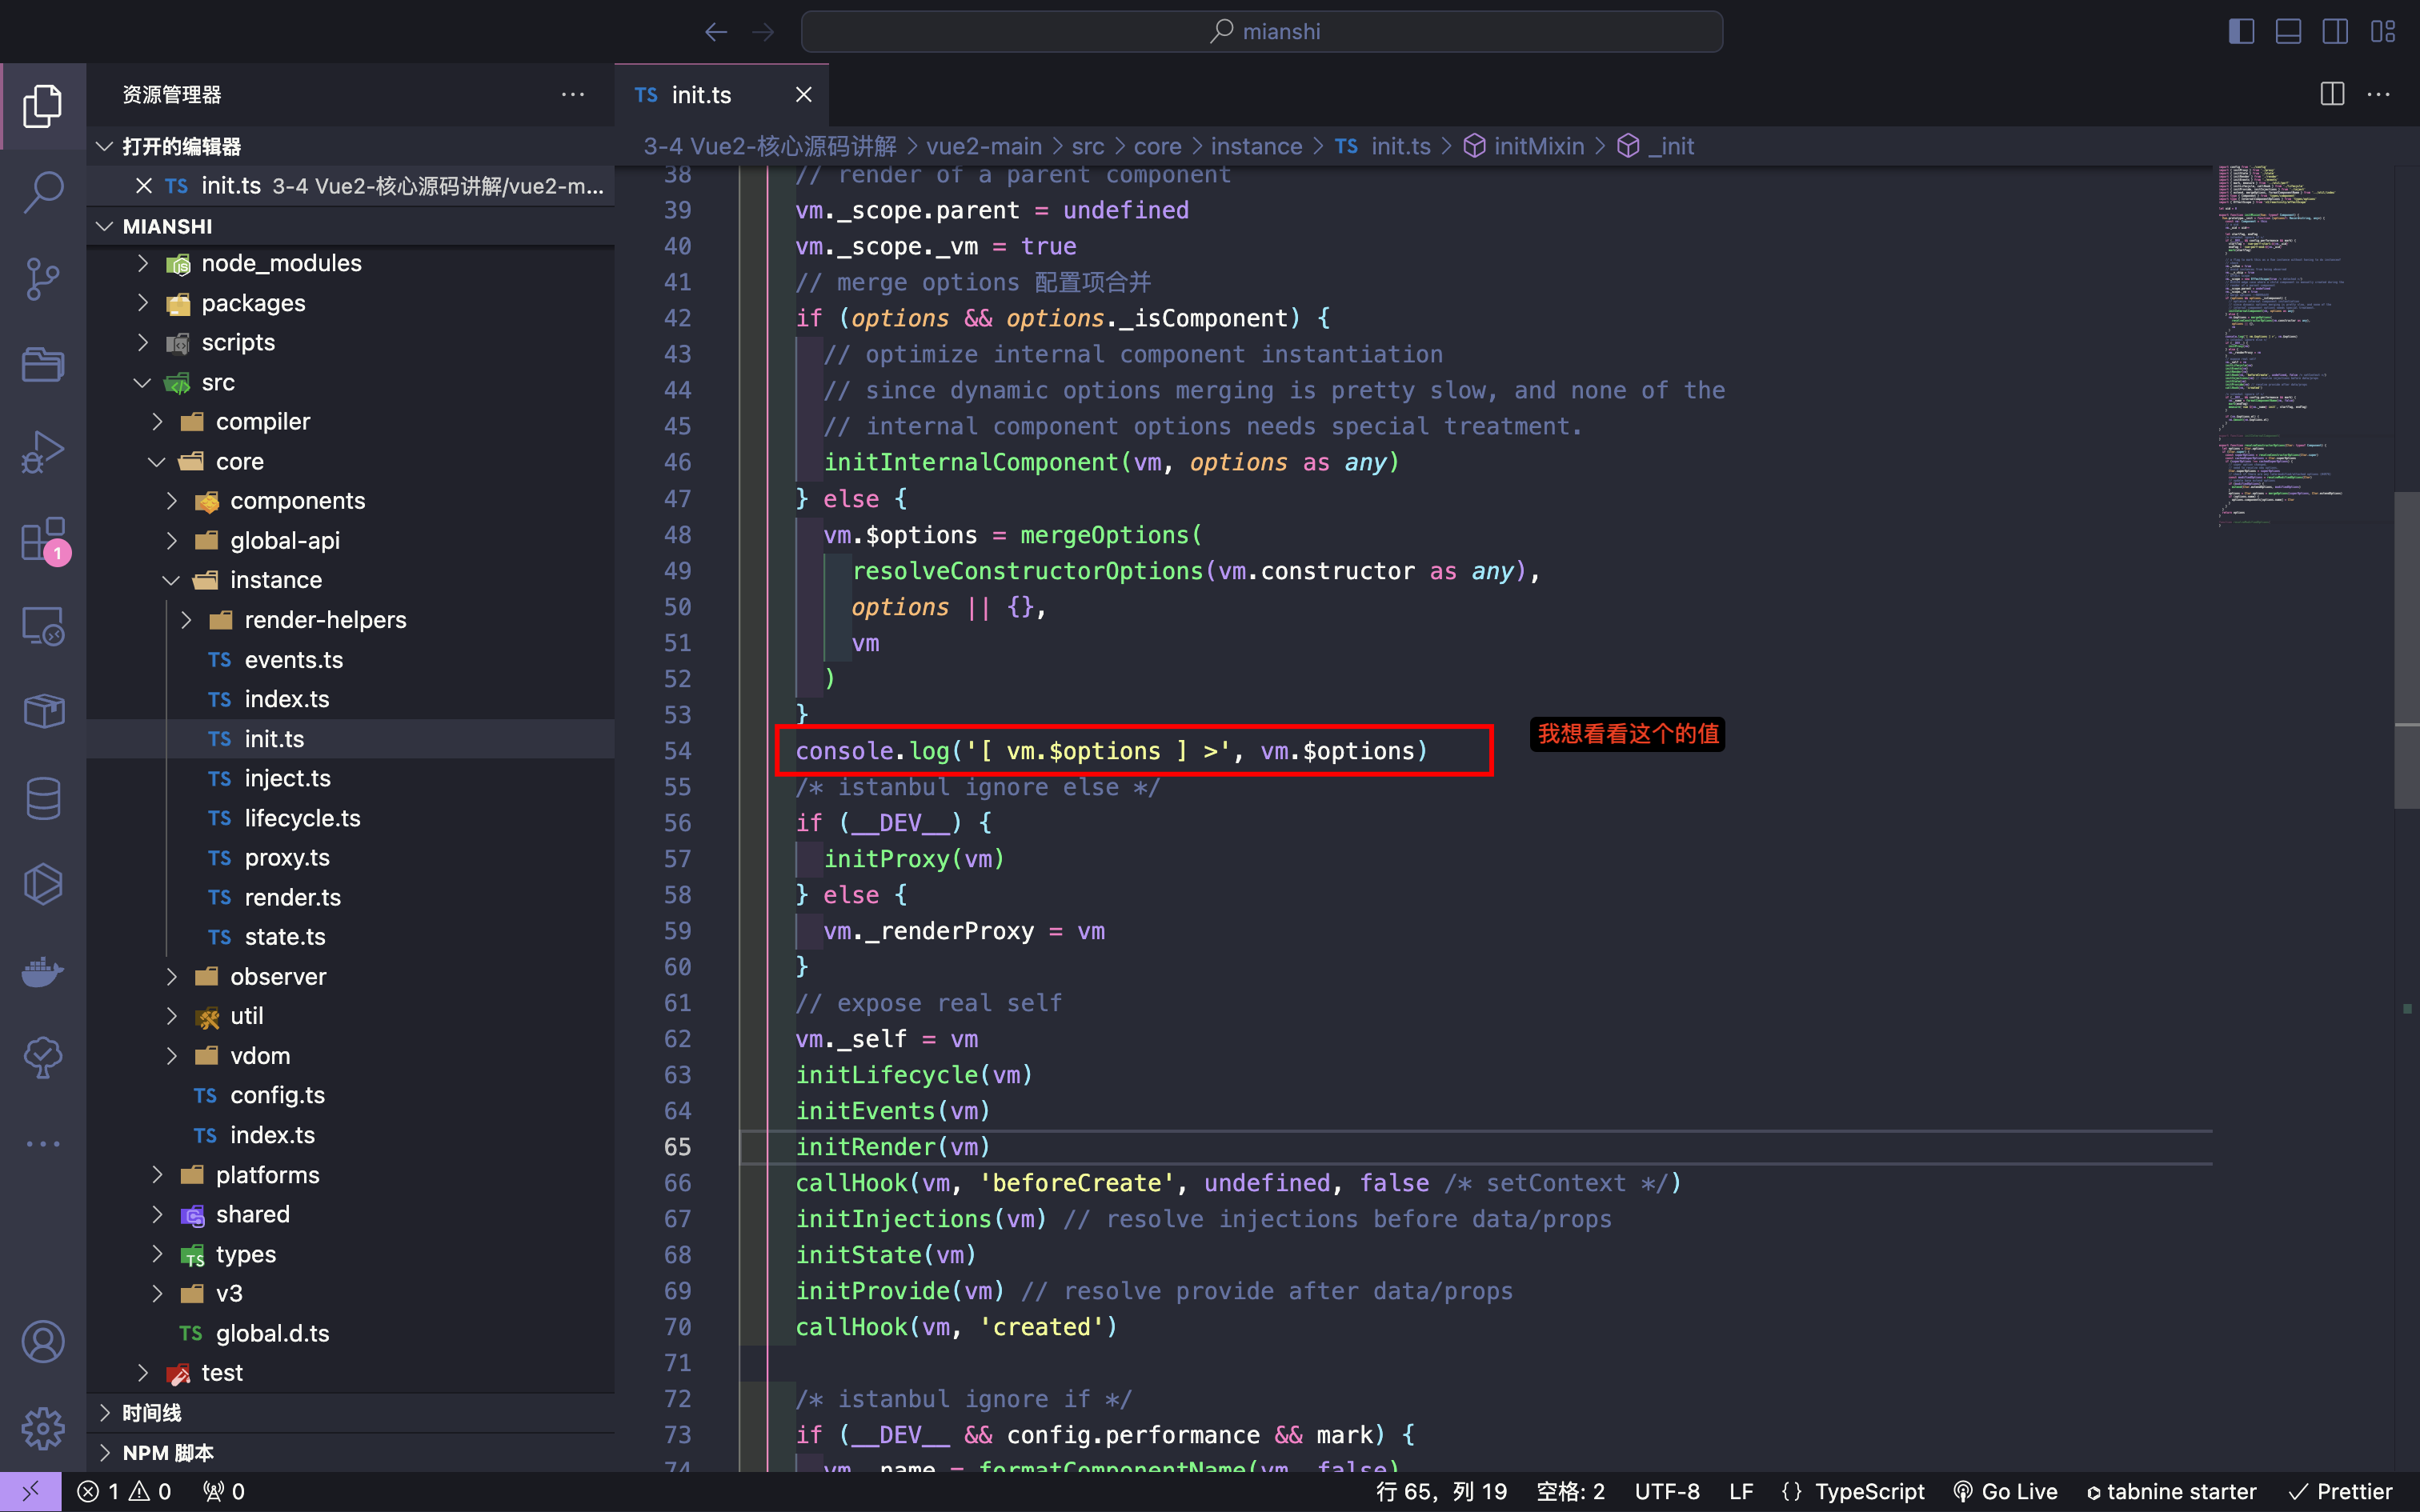 mianshi
资源管理器
TS init.ts
打开的编辑器
TS init.ts 3-4 Vue2-核心源码讲解/vue2-m...
MIANSHI
node_modules
packages
scripts
src
compiler
core
components
global-api
instance
render-helpers
TS events.ts
TS index.ts
TS init.ts
TS inject.ts
TS lifecycle.ts
TS proxy.ts
TS render.ts
TS state.ts
observer
util
vdom
TS config.ts
TS index.ts
platforms
shared
types
v3
TS global.d.ts
test
时间线
NPM 脚本
1
3-4 Vue2-核心源码讲解 > vue2-main > src > core > instance > TS init.ts > initMixin > _init
38 // render of a parent component
39 vm._scope.parent = undefined
40 vm._scope._vm = true
41 // merge options 配置项合并
42 if (options && options._isComponent) {
43 // optimize internal component instantiation
44 // since dynamic options merging is pretty slow, and none of the
45 // internal component options needs special treatment.
46 initInternalComponent(vm, options as any)
47 } else {
48 vm.$options = mergeOptions(
49 resolveConstructorOptions(vm.constructor as any),
50 options || {},
51 vm
52 )
53 }
54 console.log('[ vm.$options ] >', vm.$options)
我想看看这个的值
55 /* istanbul ignore else */
56 if (__DEV__) {
57 initProxy(vm)
58 } else {
59 vm._renderProxy = vm
60 }
61 // expose real self
62 vm._self = vm
63 initLifecycle(vm)
64 initEvents(vm)
65 initRender(vm)
66 callHook(vm, 'beforeCreate', undefined, false /* setContext */)
67 initInjections(vm) // resolve injections before data/props
68 initState(vm)
69 initProvide(vm) // resolve provide after data/props
70 callHook(vm, 'created')
71
72 /* istanbul ignore if */
73 if (__DEV__ && config.performance && mark) {
74 vm._name = formatComponentName(vm, false)
1 0 0
行 65，列 19 空格: 2 UTF-8 LF {} TypeScript Go Live tabnine starter Prettier